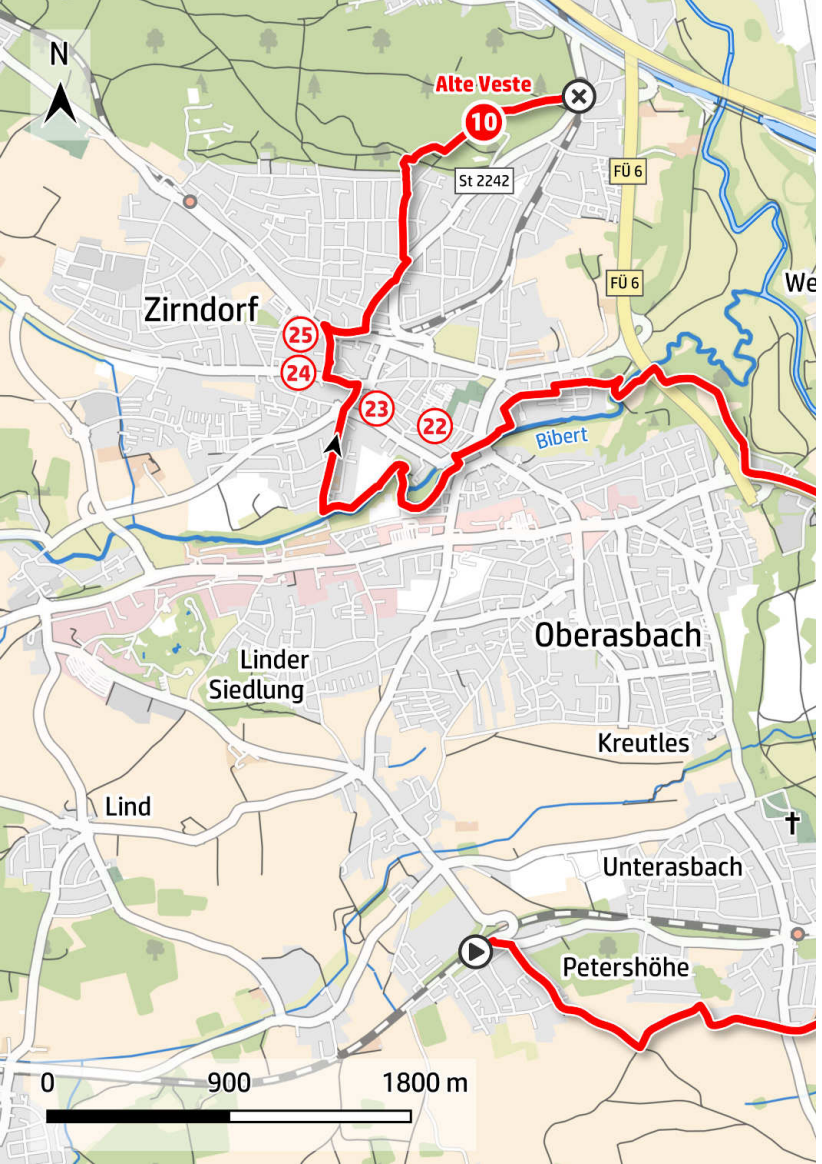 N
Alte Veste
10
St 2242
FÜ 6
FÜ 6
We
Zirndorf
25
24
23
22
Bibert
Oberasbach
Linder
Siedlung
Kreutles
Lind
Unterasbach
Petershöhe
0 900 1800 m